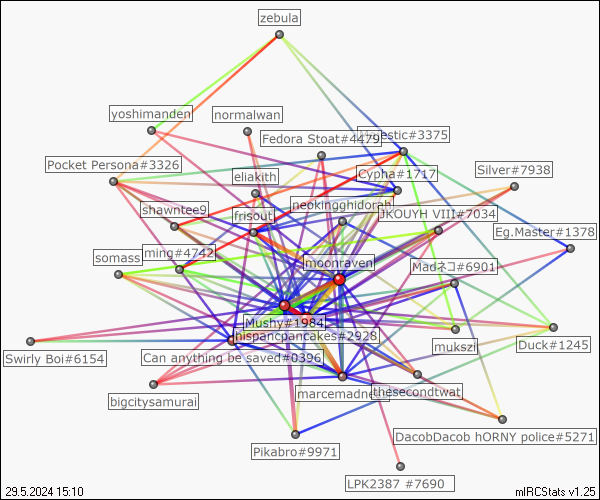 zebula
yoshimanden
normalwan
Fedora Stoat#4479
estic#3375
Pocket Persona#3326
eliakith
Cypha#1717
Silver#7938
shawntee9
frisout
neokingghidorah
JKOUYH VIII#7034
Eg.Master#1378
somass
ming#4742
moonraven
Madネコ#6901
Mushy#1984
hispancpancakes#2928
mukszi
Duck#1245
Swirly Boi#6154
Can anything be saved#0396
bigcitysamurai
marcemadne
thesecondtwat
DacobDacob hORNY police#5271
Pikabro#9971
LPK2387 #7690
29.5.2024 15:10
mIRCStats v1.25